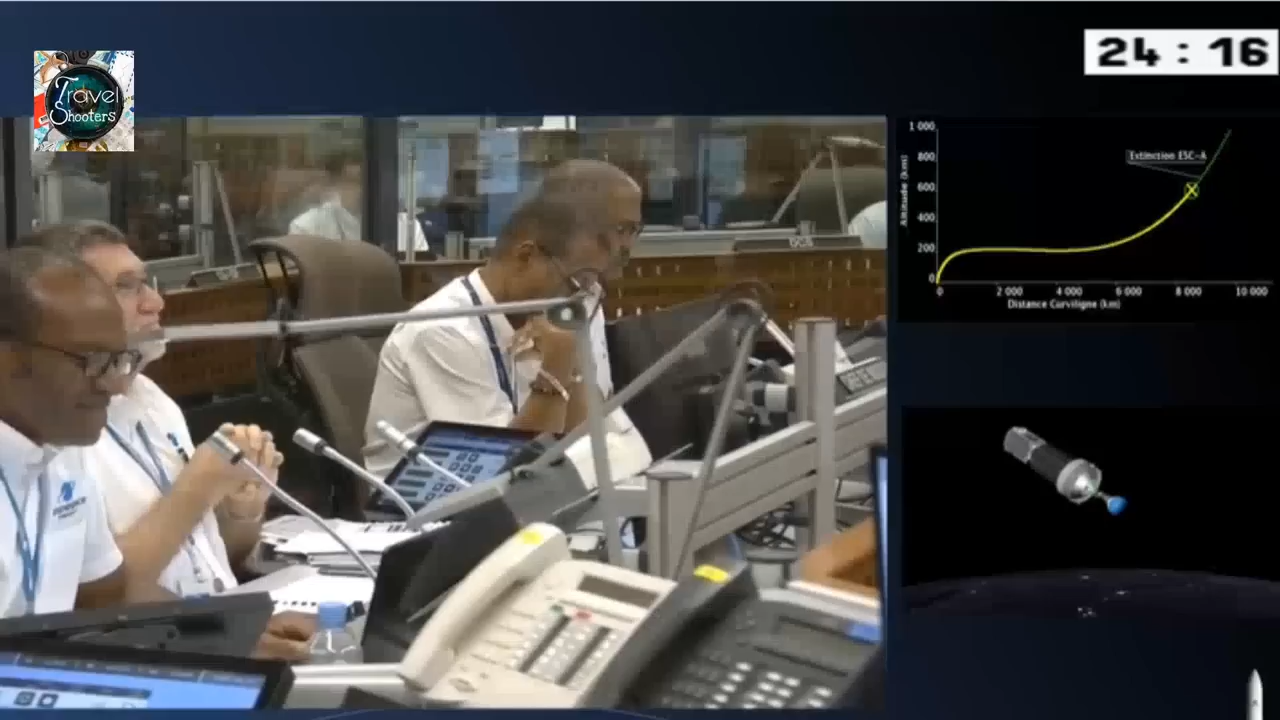 24 : 16
Travel
Shooters
1 000
800
600
400
200
0
Altitude (km)
Extinction ESC-A
0
2 000
4 000
6 000
8 000
10 000
Distance Curviligne (km)